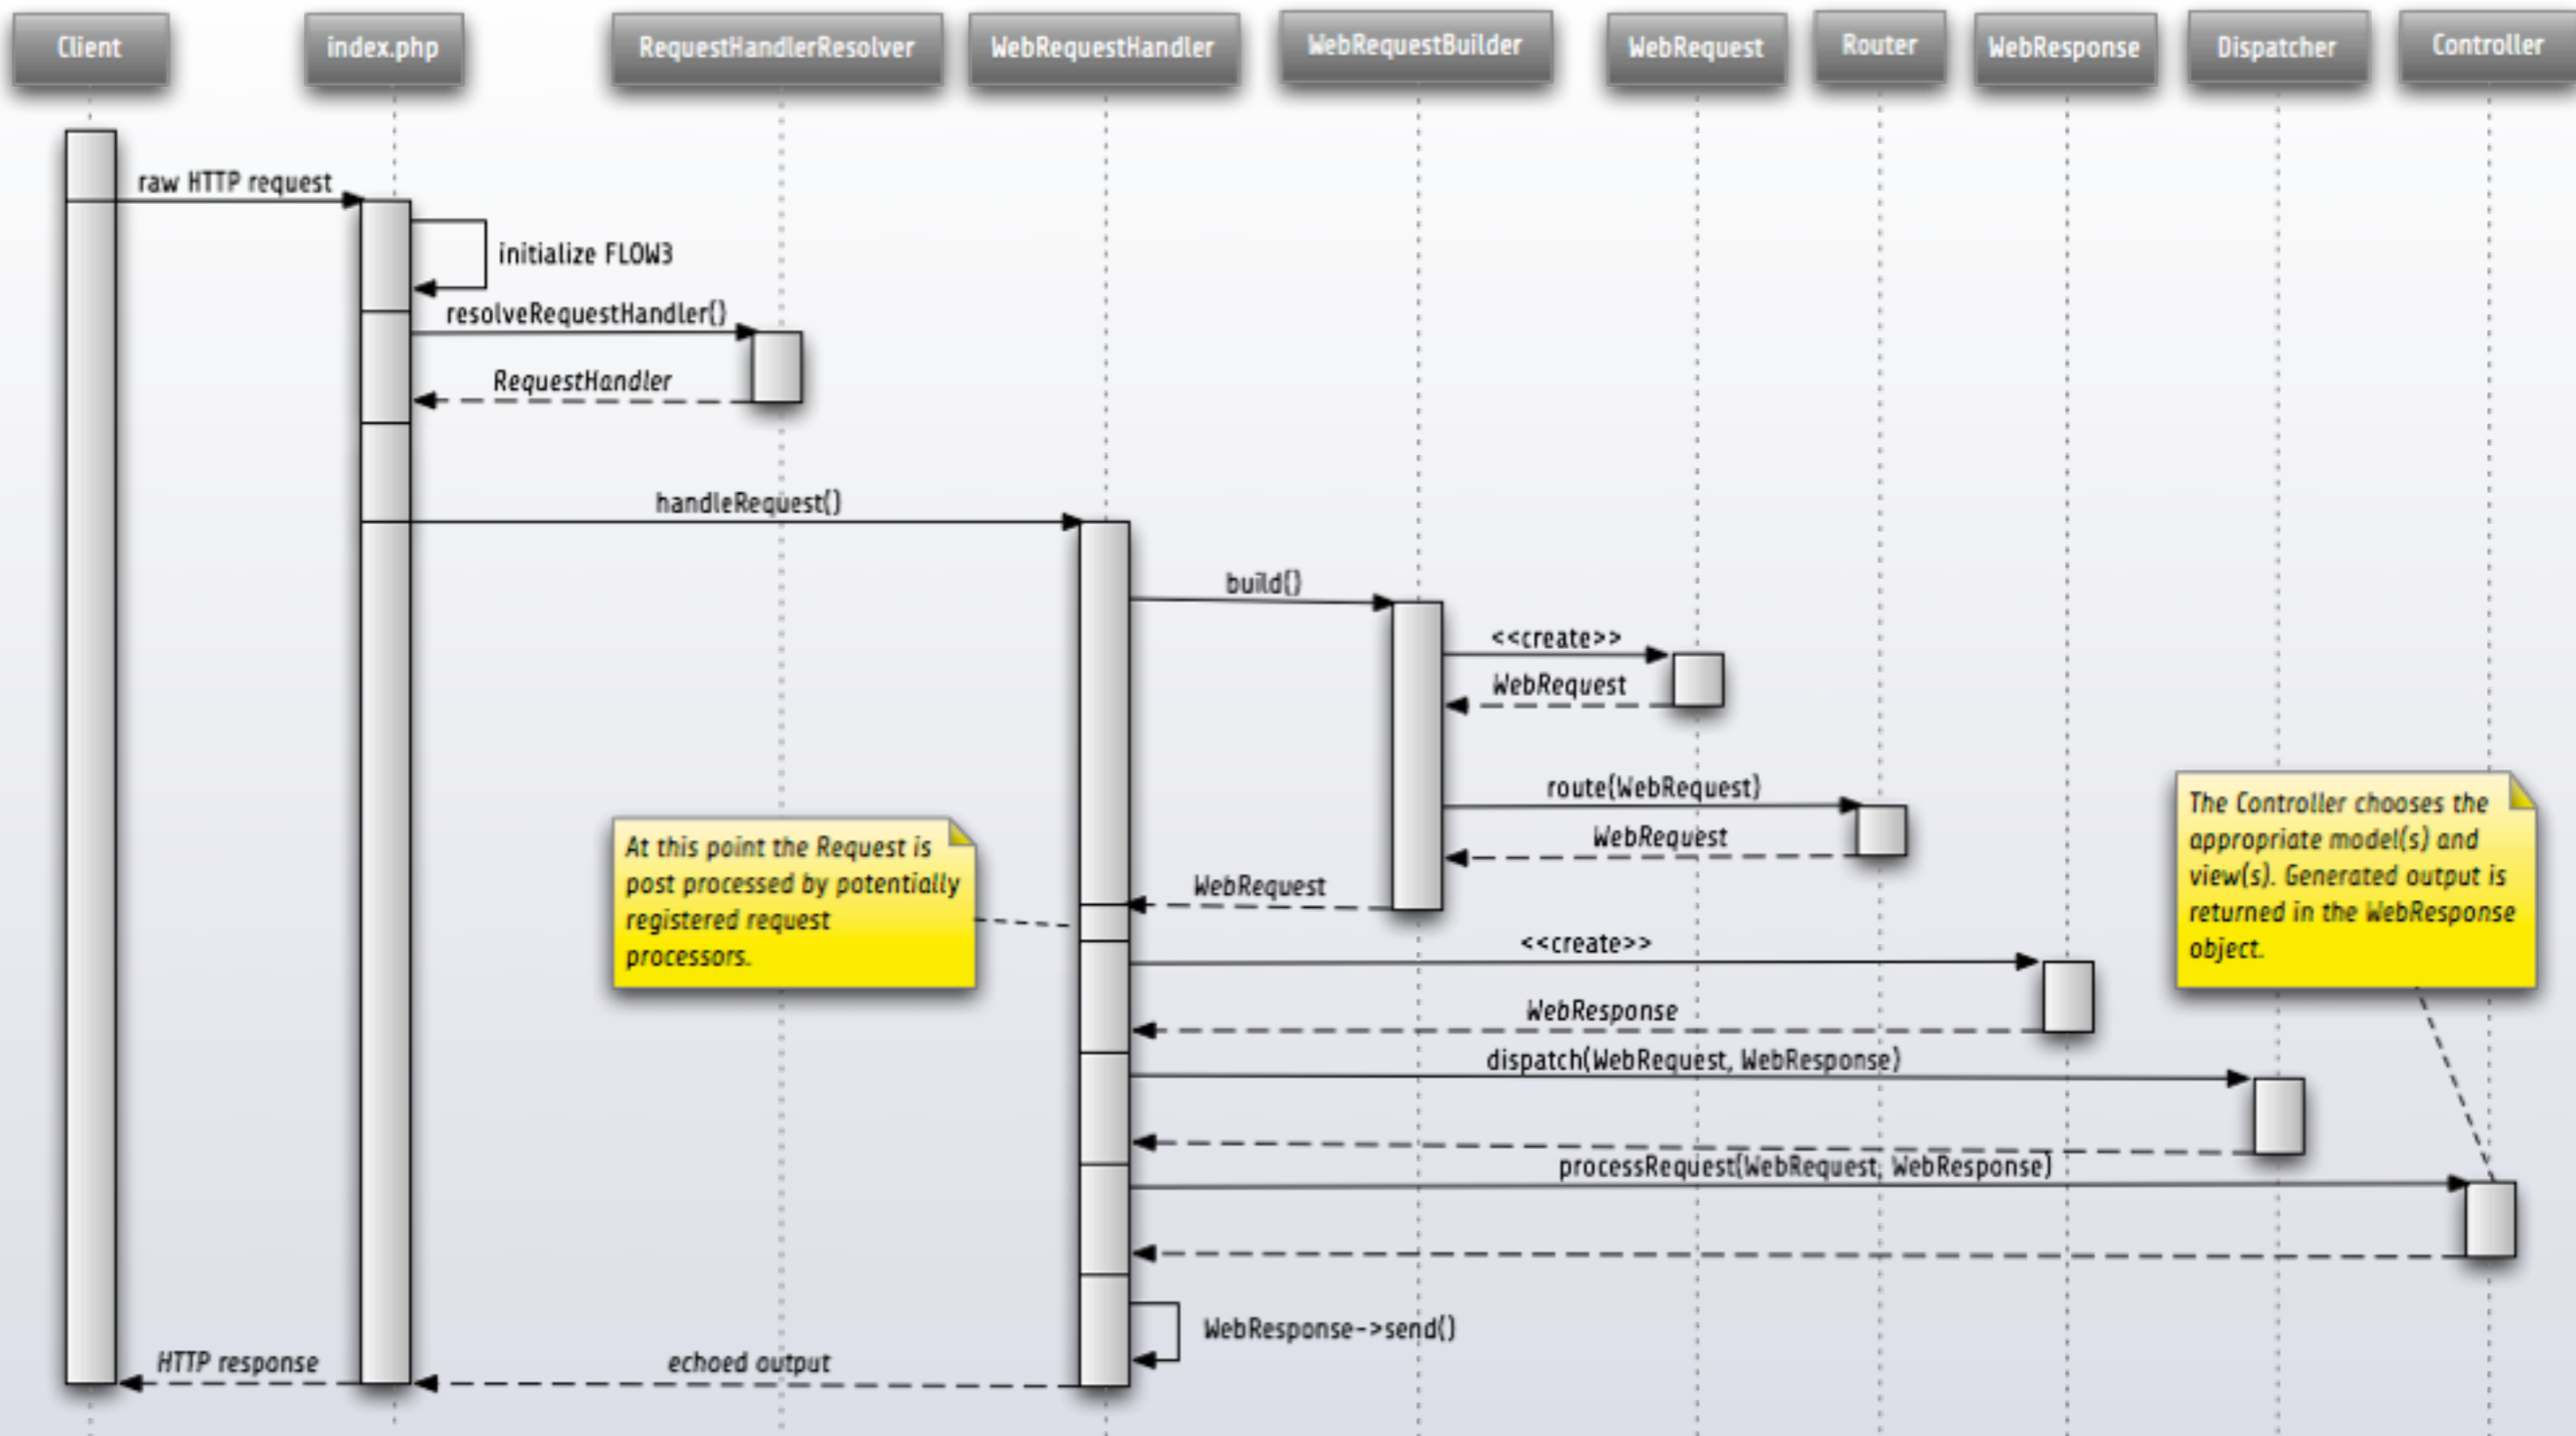 Client
index.php
RequestHandlerResolver
WebRequestHandler
WebRequestBuilder
WebRequest
Router
WebResponse
Dispatcher
Controller
raw HTTP request
initialize FLOW3
resolveRequestHandler()
RequestHandler
handleRequest()
build()
<<create>>
WebRequest
route(WebRequest)
WebRequest
WebRequest
At this point the Request is
post processed by potentially
registered request
processors.
The Controller chooses the
appropriate model(s) and
view(s). Generated output is
returned in the WebResponse
object.
<<create>>
WebResponse
dispatch(WebRequest, WebResponse)
processRequest(WebRequest, WebResponse)
WebResponse->send()
HTTP response
echoed output